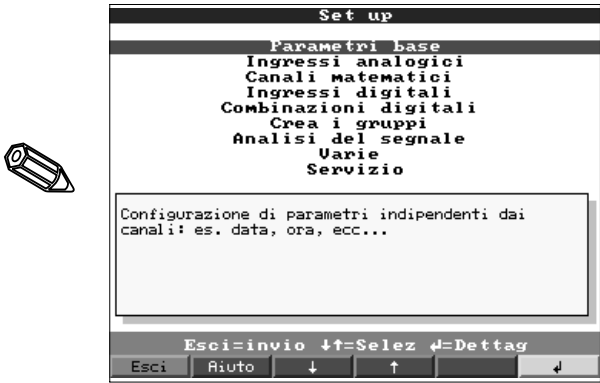 Set up
Parametri base
Ingressi analogici
Canali matematici
Ingressi digitali
Combinazioni digitali
Crea i gruppi
Analisi del segnale
Varie
Servizio
Configurazione di parametri indipendenti dai
canali: es. data, ora, ecc...
Esci=invio ↓↑=Selez ↲=Dettag
Esci Aiuto ↓ ↑ ↲